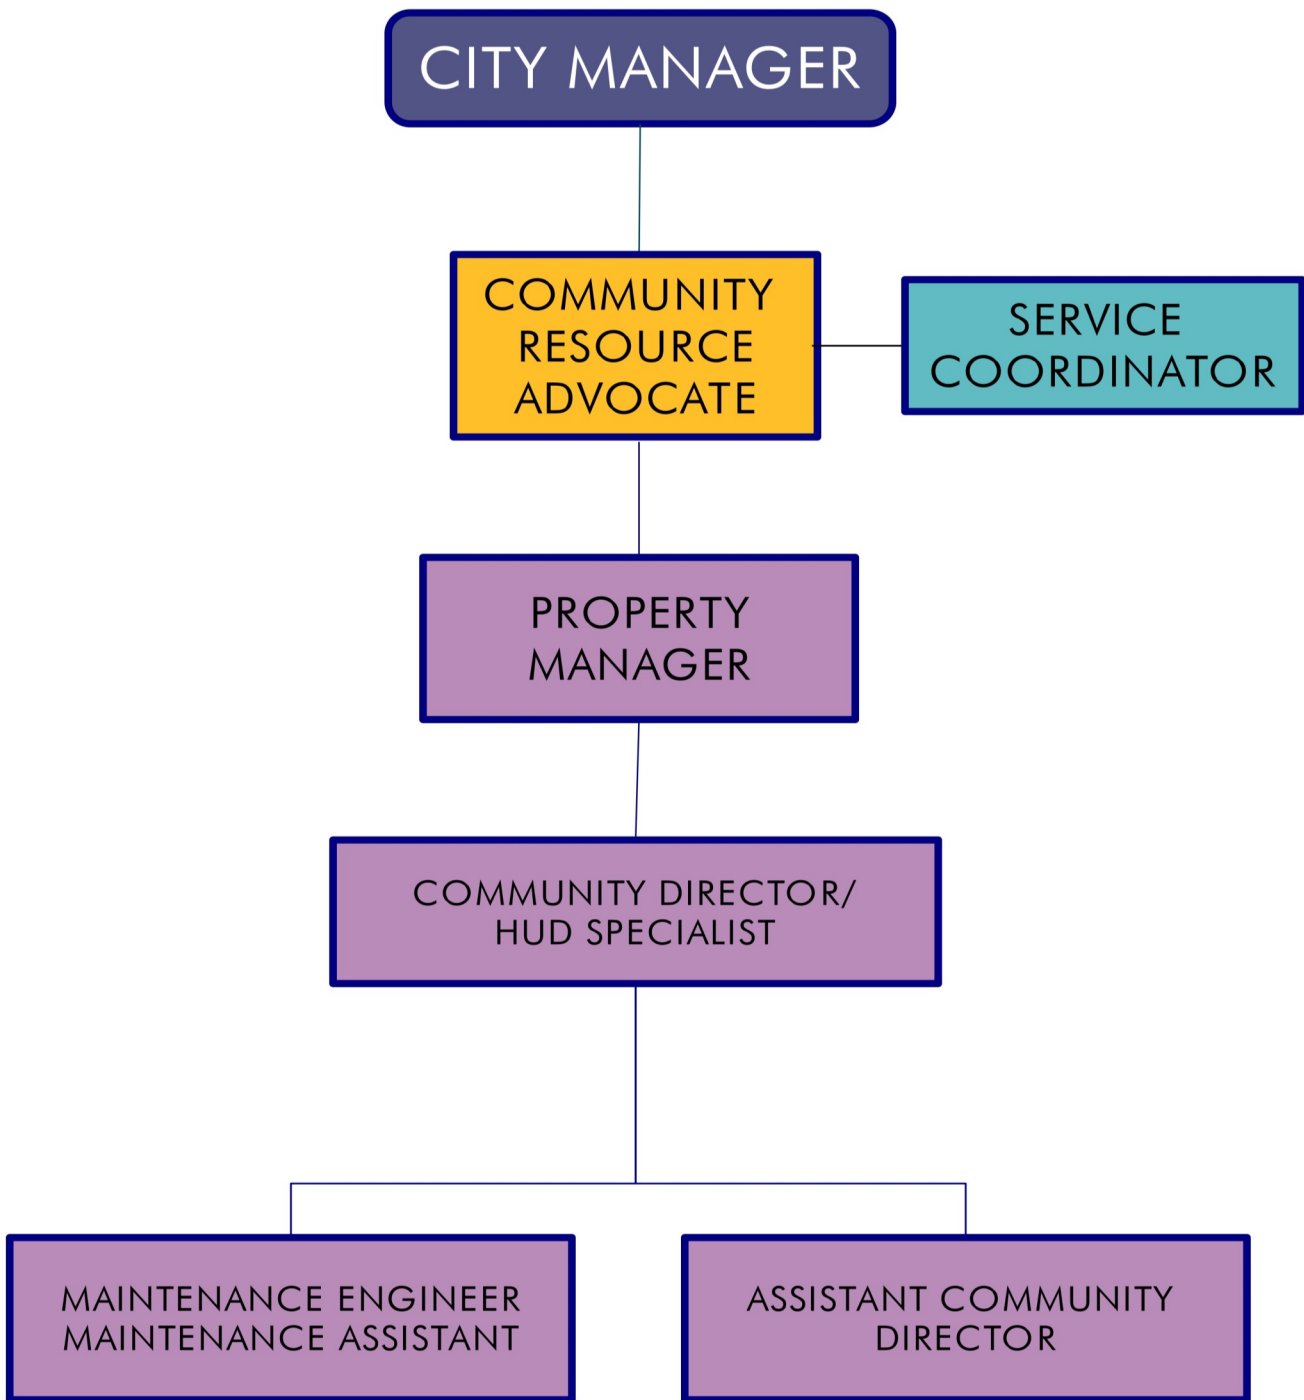 CITY MANAGER
COMMUNITY
RESOURCE
ADVOCATE
SERVICE
COORDINATOR
PROPERTY
MANAGER
COMMUNITY DIRECTOR/
HUD SPECIALIST
MAINTENANCE ENGINEER
MAINTENANCE ASSISTANT
ASSISTANT COMMUNITY
DIRECTOR